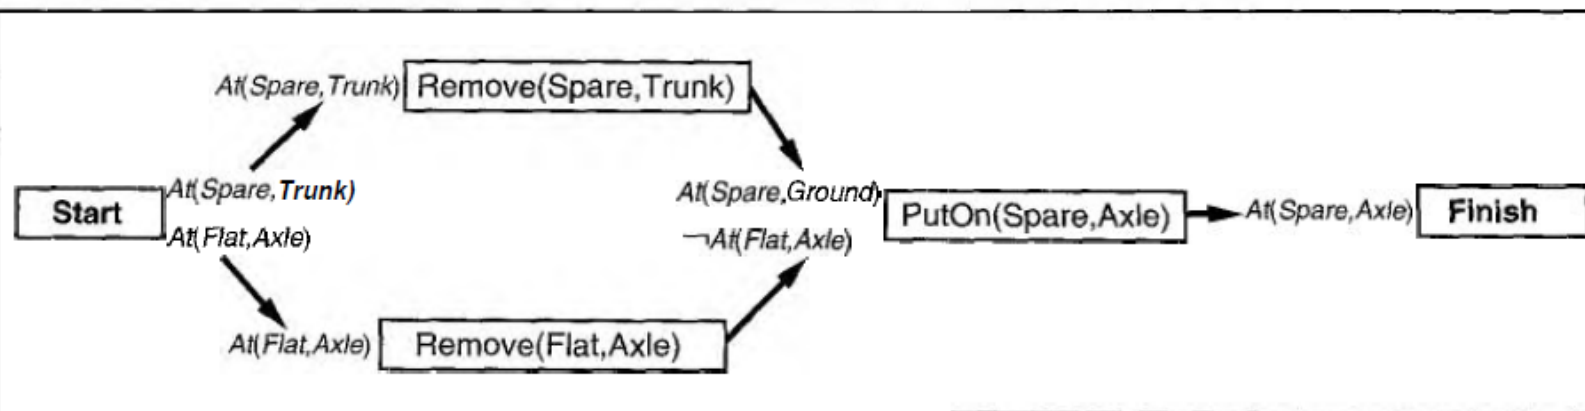 At(Spare,Trunk) Remove(Spare,Trunk)
At(Spare,Trunk)
At(Spare,Ground)
Start
PutOn(Spare,Axle)
At(Spare,Axle) Finish
At(Flat,Axle)
¬At(Flat,Axle)
At(Flat,Axle) Remove(Flat,Axle)